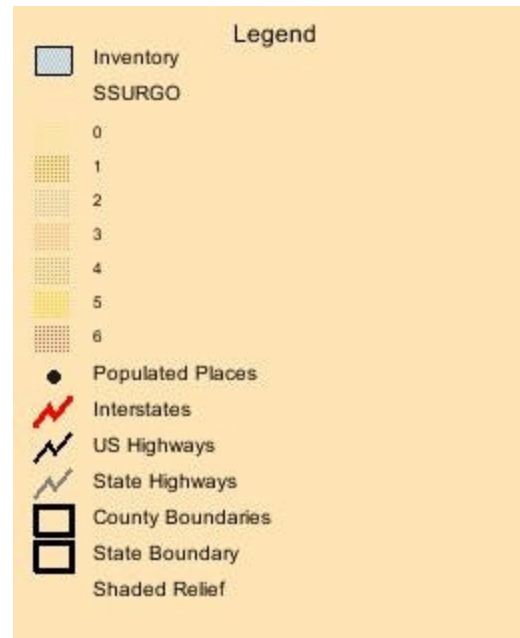 Legend
Inventory
SSURGO
0
1
2
3
4
5
6
Populated Places
Interstates
US Highways
State Highways
County Boundaries
State Boundary
Shaded Relief